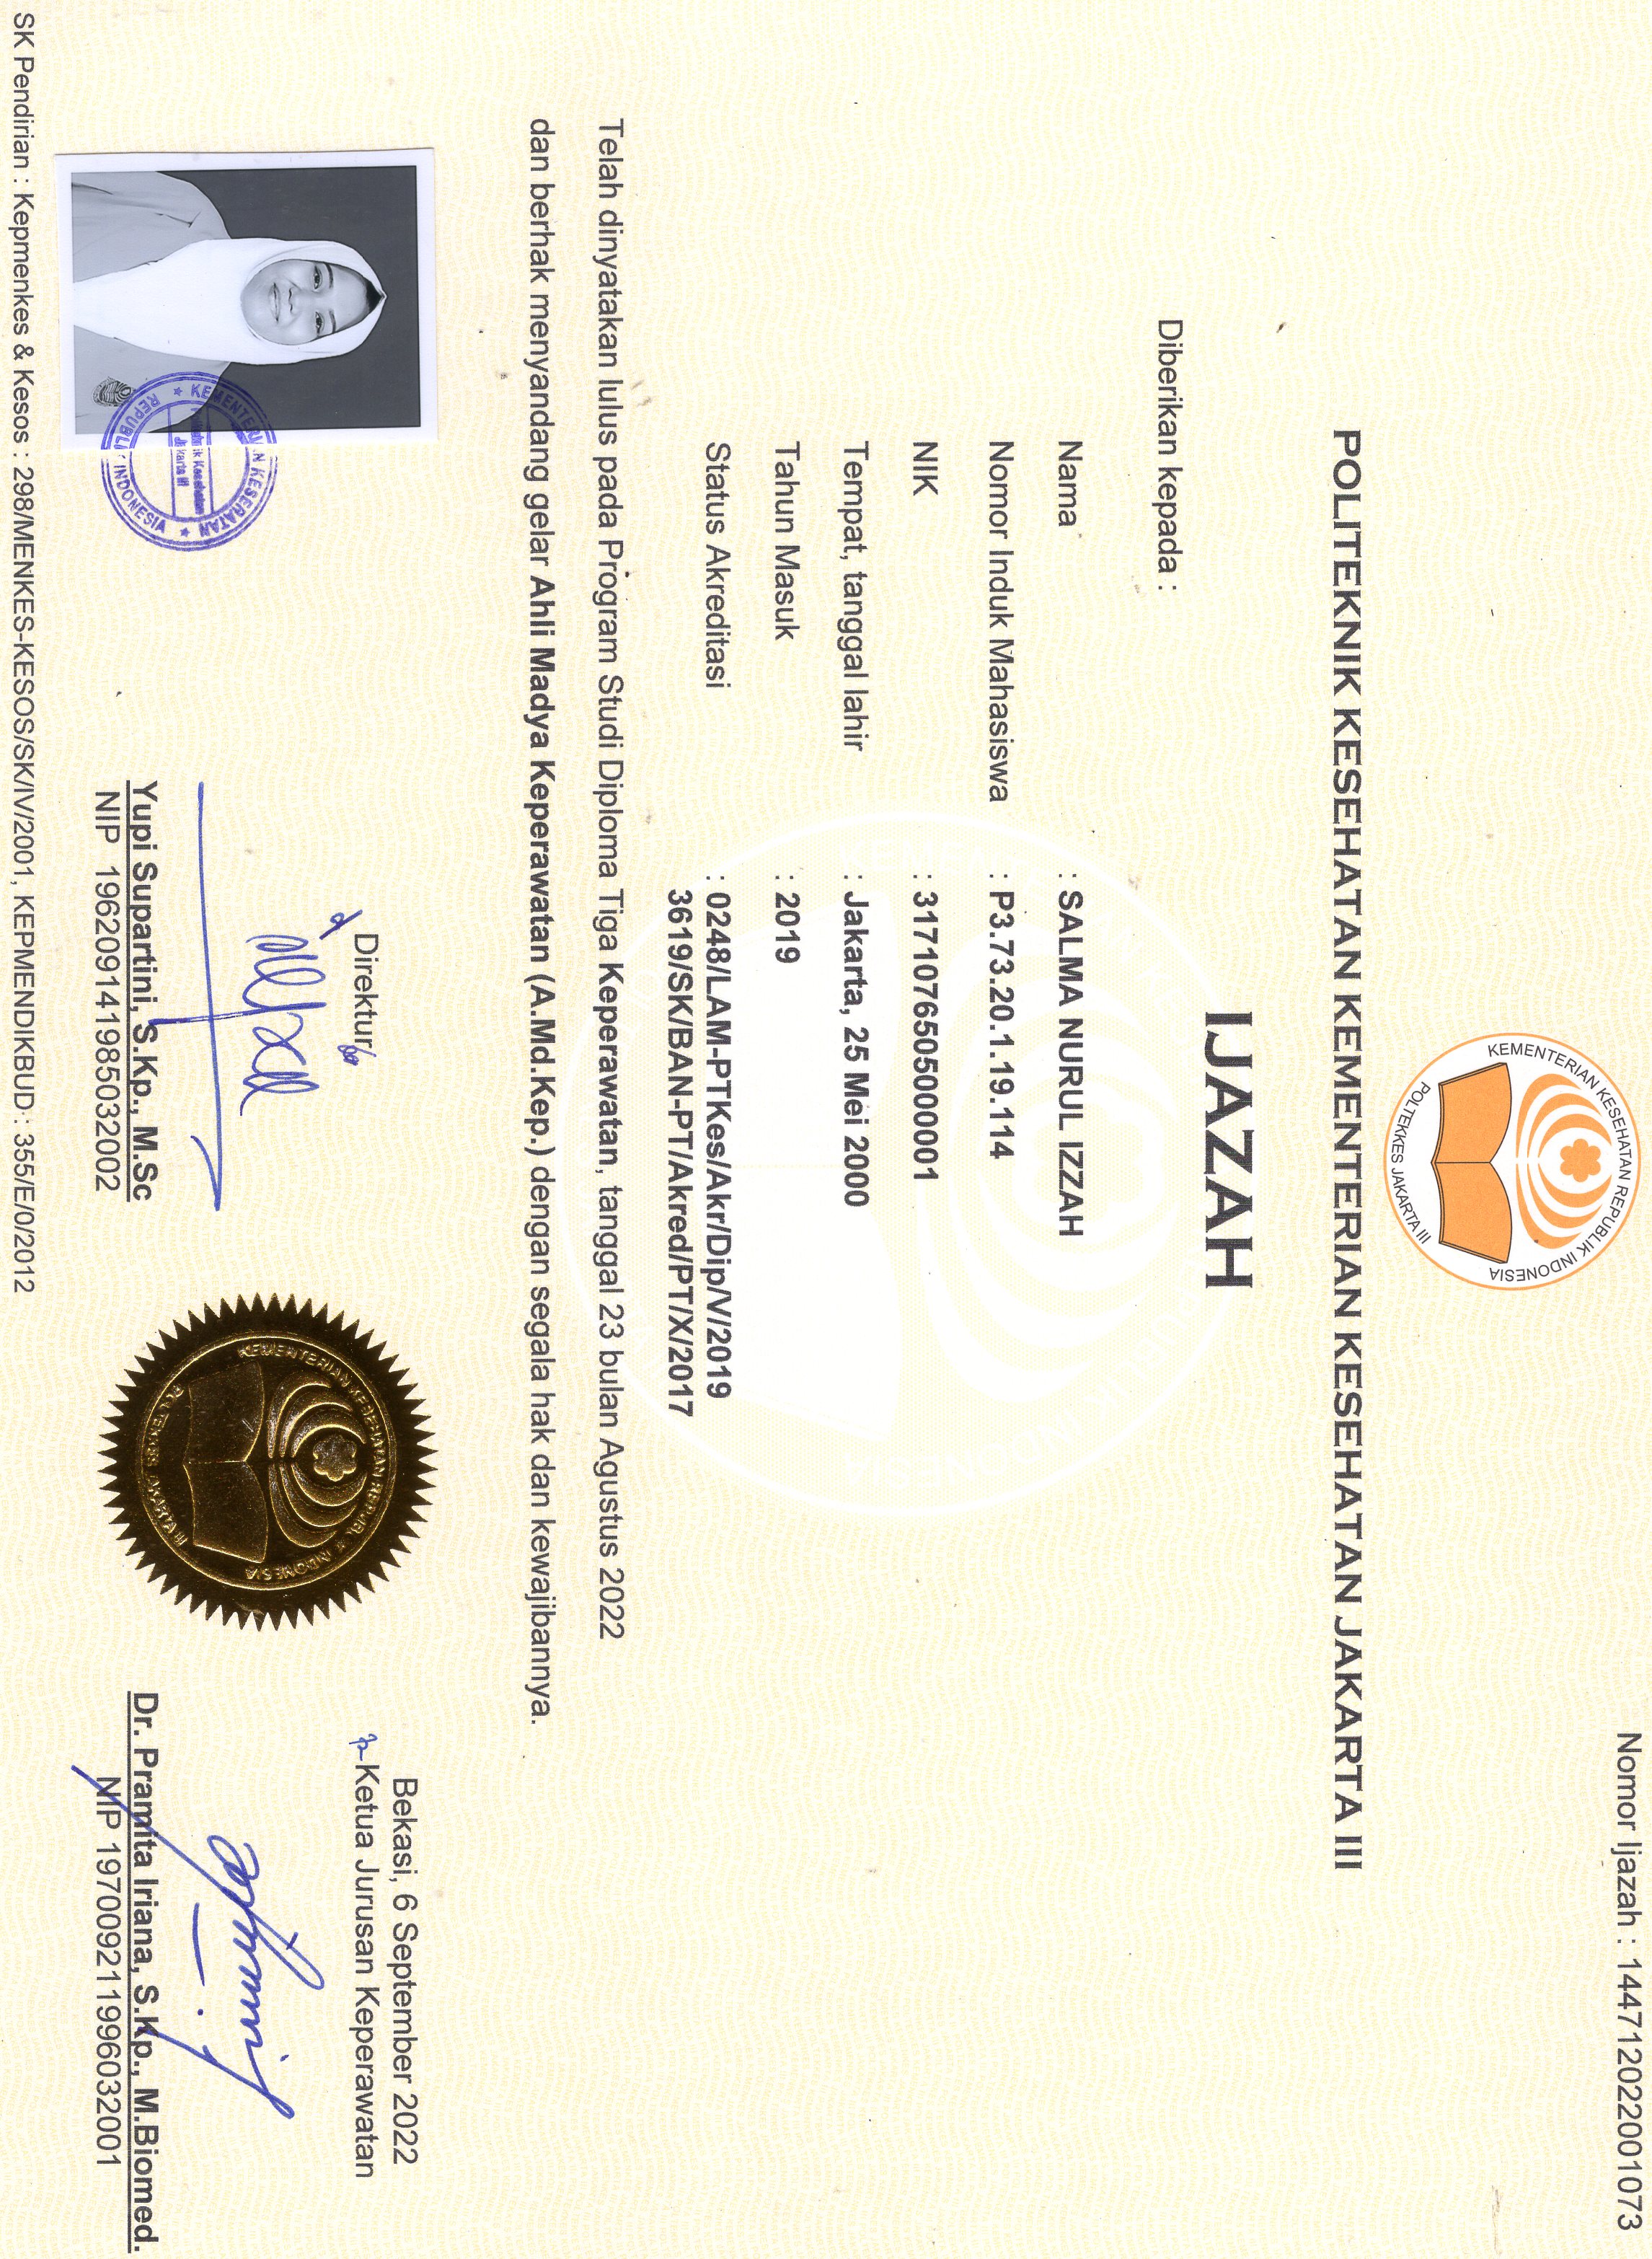 Nomor Ijazah : 144712022001073
KEMENTERIAN KESEHATAN REPUBLIK INDONESIA
POLTEKKES JAKARTA III
POLITEKNIK KESEHATAN KEMENTERIAN KESEHATAN JAKARTA III
IJAZAH
Diberikan kepada :
Nama : SALMA NURUL IZZAH
Nomor Induk Mahasiswa : P3.73.20.1.19.114
NIK : 3171076505000001
Tempat, tanggal lahir : Jakarta, 25 Mei 2000
Tahun Masuk : 2019
Status Akreditasi : 0248/LAM-PTKes/Akr/Dip/V/2019
3619/SK/BAN-PT/Akred/PT/X/2017
Telah dinyatakan lulus pada Program Studi Diploma Tiga Keperawatan, tanggal 23 bulan Agustus 2022
dan berhak menyandang gelar Ahli Madya Keperawatan (A.Md.Kep.) dengan segala hak dan kewajibannya.
KEMENTERIAN KESEHATAN
Kesehatan
Jakarta III
REPUBLIK INDONESIA
Direktur
Yupi Supartini, S.Kp., M.Sc
NIP 196209141985032002
KEMENTERIAN KESEHATAN REPUBLIK INDONESIA
POLTEKKES JAKARTA III
Bekasi, 6 September 2022
Ketua Jurusan Keperawatan
Dr. Pramita Iriana, S.Kp., M.Biomed.
NIP 197009211996032001
SK Pendirian : Kepmenkes & Kesos : 298/MENKES-KESOS/SK/IV/2001, KEPMENDIKBUD : 355/E/0/2012